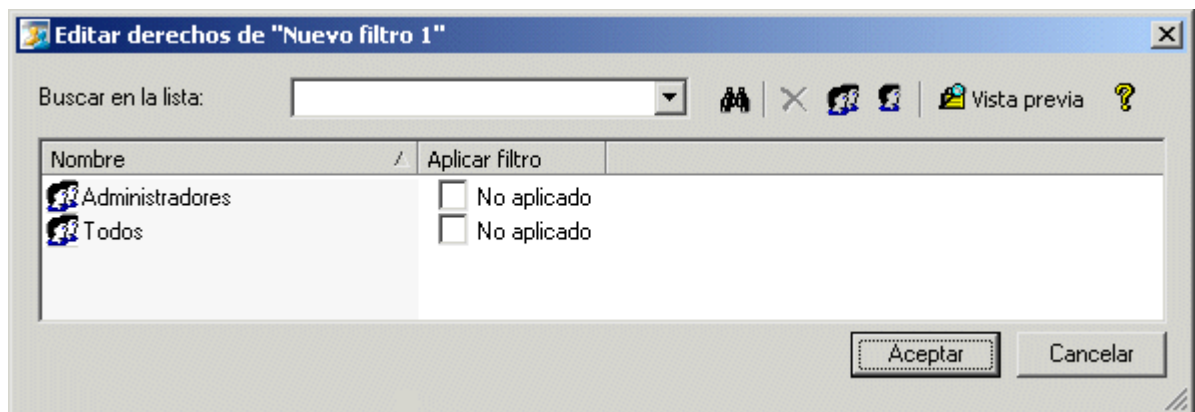 Editar derechos de "Nuevo filtro 1"
Buscar en la lista:
Vista previa
Nombre Aplicar filtro
Administradores No aplicado
Todos No aplicado
Aceptar Cancelar